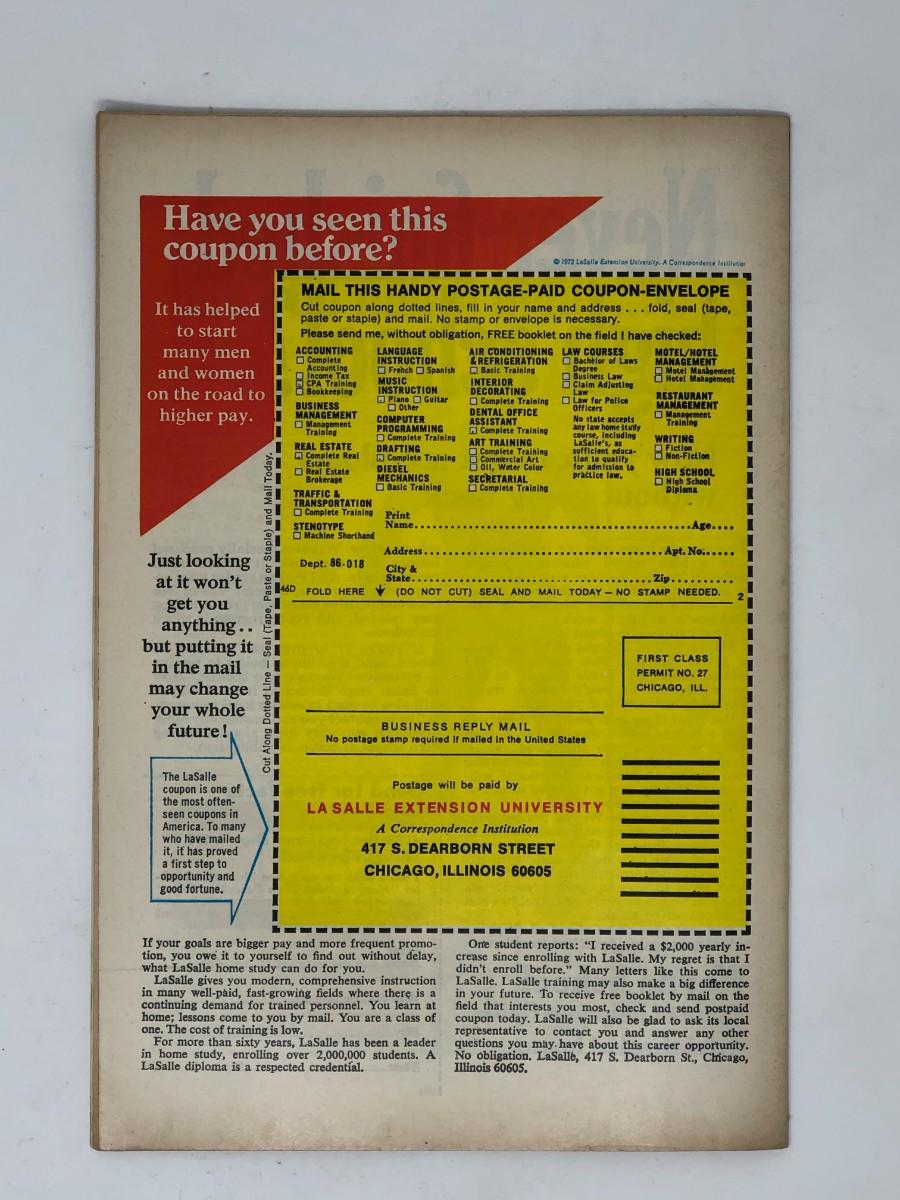 Have you seen this
coupon before?
© 1972 LaSalle Extension University. A Correspondence Institution
It has helped
to start
many men
and women
on the road to
higher pay.
Just looking
at it won't
get you
anything..
but putting it
in the mail
may change
your whole
future!
The LaSalle
coupon is one of
the most often-
seen coupons in
America. To many
who have mailed
it, it has proved
a first step to
opportunity and
good fortune.
Cut Along Dotted Line — Seal (Tape, Paste or Staple) and Mail Today.
MAIL THIS HANDY POSTAGE-PAID COUPON-ENVELOPE
Cut coupon along dotted lines, fill in your name and address . . . fold, seal (tape,
paste or staple) and mail. No stamp or envelope is necessary.
Please send me, without obligation, FREE booklet on the field I have checked:
ACCOUNTING
Complete
Accounting
Income Tax
CPA Training
Bookkeeping
BUSINESS
MANAGEMENT
Management
Training
REAL ESTATE
Complete Real
Estate
Real Estate
Brokerage
TRAFFIC &
TRANSPORTATION
Complete Training
STENOTYPE
Machine Shorthand
LANGUAGE
INSTRUCTION
French Spanish
MUSIC
INSTRUCTION
Piano Guitar
Other
COMPUTER
PROGRAMMING
Complete Training
DRAFTING
Complete Training
DIESEL
MECHANICS
Basic Training
AIR CONDITIONING
& REFRIGERATION
Basic Training
INTERIOR
DECORATING
Complete Training
DENTAL OFFICE
ASSISTANT
Complete Training
ART TRAINING
Complete Training
Commercial Art
Oil, Water Color
SECRETARIAL
Complete Training
LAW COURSES
Bachelor of Laws
Degree
Business Law
Claim Adjusting
Law
Law for Police
Officers
No state accepts
any law home study
course, including
LaSalle's, as
sufficient educa-
tion to qualify
for admission to
practice law.
MOTEL/HOTEL
MANAGEMENT
Motel Management
Hotel Management
RESTAURANT
MANAGEMENT
Management
Training
WRITING
Fiction
Non-Fiction
HIGH SCHOOL
High School
Diploma
Print
Name Age
Address Apt. No.
Dept. 86-018
City &
State Zip
46D FOLD HERE (DO NOT CUT) SEAL AND MAIL TODAY — NO STAMP NEEDED. 2
FIRST CLASS
PERMIT NO. 27
CHICAGO, ILL.
BUSINESS REPLY MAIL
No postage stamp required if mailed in the United States
Postage will be paid by
LA SALLE EXTENSION UNIVERSITY
A Correspondence Institution
417 S. DEARBORN STREET
CHICAGO, ILLINOIS 60605
If your goals are bigger pay and more frequent promo-
tion, you owe it to yourself to find out without delay,
what LaSalle home study can do for you.
LaSalle gives you modern, comprehensive instruction
in many well-paid, fast-growing fields where there is a
continuing demand for trained personnel. You learn at
home; lessons come to you by mail. You are a class of
one. The cost of training is low.
For more than sixty years, LaSalle has been a leader
in home study, enrolling over 2,000,000 students. A
LaSalle diploma is a respected credential.
One student reports: "I received a $2,000 yearly in-
crease since enrolling with LaSalle. My regret is that I
didn't enroll before." Many letters like this come to
LaSalle. LaSalle training may also make a big difference
in your future. To receive free booklet by mail on the
field that interests you most, check and send postpaid
coupon today. LaSalle will also be glad to ask its local
representative to contact you and answer any other
questions you may have about this career opportunity.
No obligation. LaSalle, 417 S. Dearborn St., Chicago,
Illinois 60605.